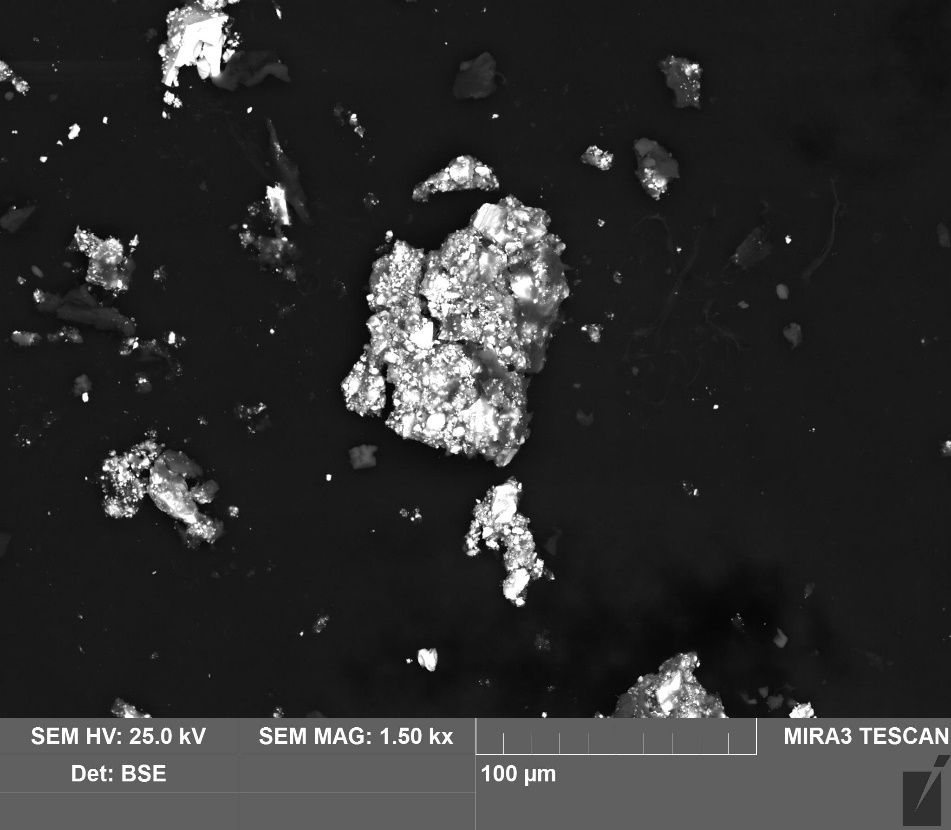 SEM HV: 25.0 kV SEM MAG: 1.50 kx MIRA3 TESCAN
Det: BSE 100 µm